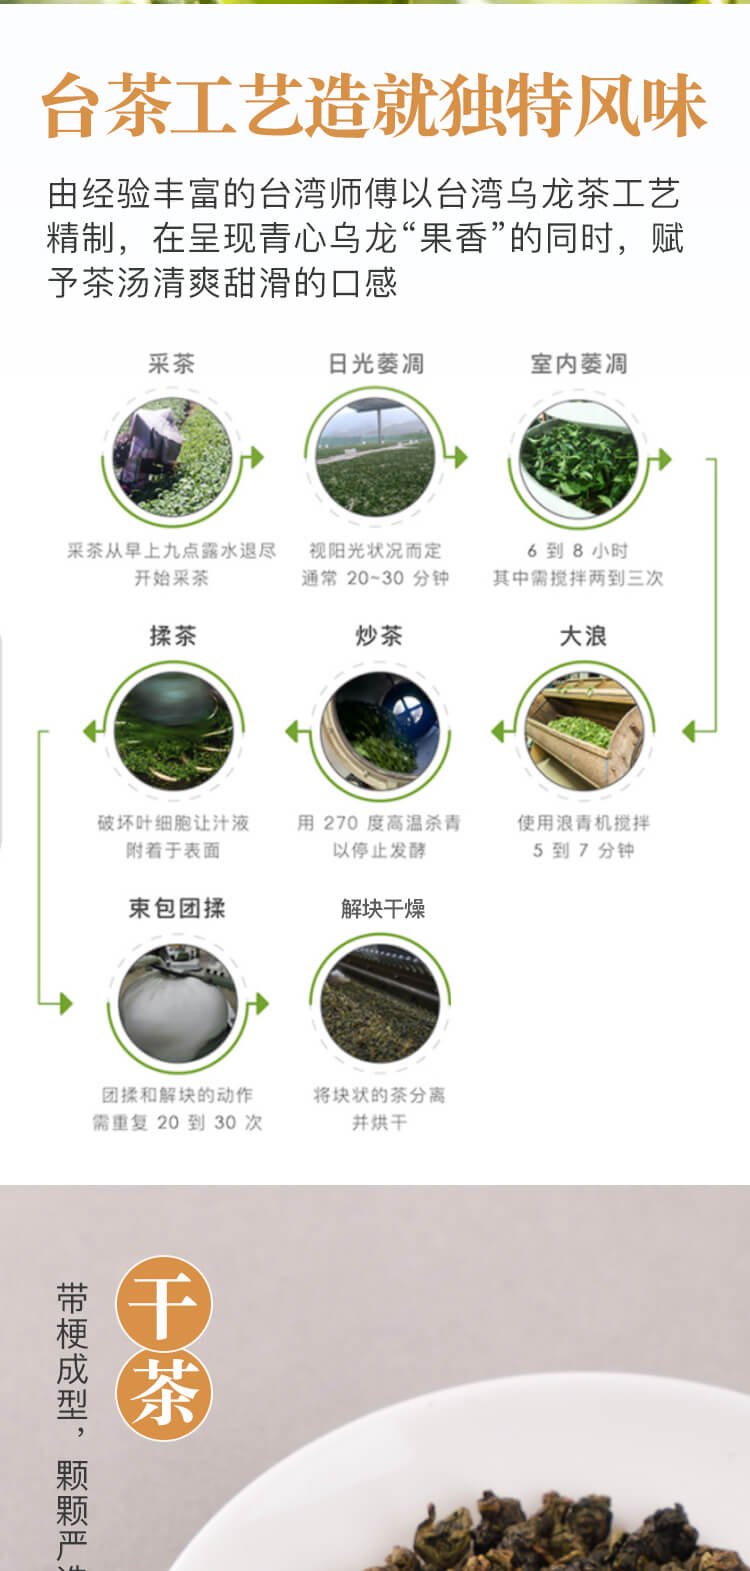 台茶工艺造就独特风味
由经验丰富的台湾师傅以台湾乌龙茶工艺
精制，在呈现青心乌龙“果香”的同时，赋
予茶汤清爽甜滑的口感
采茶
采茶从早上九点露水退尽
开始采茶
日光萎凋
视阳光状况而定
通常 20~30 分钟
室内萎凋
6 到 8 小时
其中需搅拌两到三次
大浪
使用浪青机搅拌
5 到 7 分钟
炒茶
用 270 度高温杀青
以停止发酵
揉茶
破坏叶细胞让汁液
附着于表面
束包团揉
团揉和解块的动作
需重复 20 到 30 次
解块干燥
将块状的茶分离
并烘干
干茶
带梗成型，颗颗严